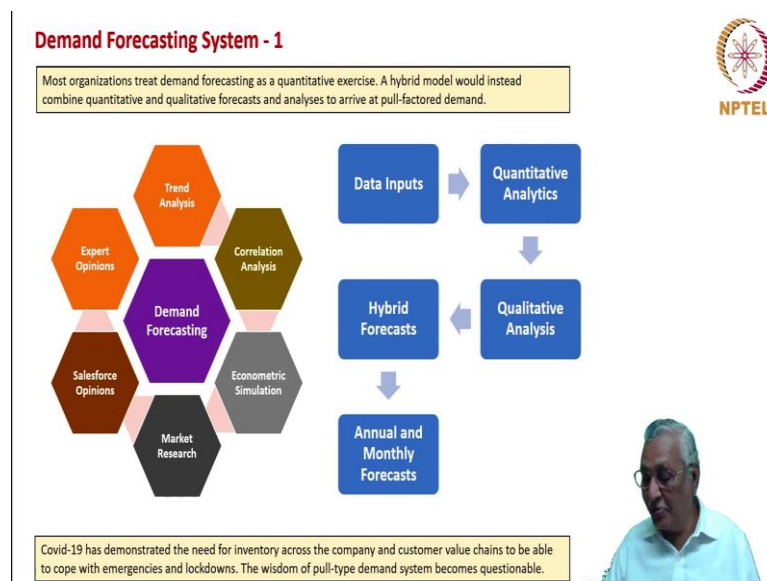 Demand Forecasting System - 1
NPTEL
Most organizations treat demand forecasting as a quantitative exercise. A hybrid model would instead
combine quantitative and qualitative forecasts and analyses to arrive at pull-factored demand.
Trend
Analysis
Expert
Opinions
Correlation
Analysis
Demand
Forecasting
Salesforce
Opinions
Econometric
Simulation
Market
Research
Data Inputs
Quantitative
Analytics
Hybrid
Forecasts
Qualitative
Analysis
Annual and
Monthly
Forecasts
Covid-19 has demonstrated the need for inventory across the company and customer value chains to be able
to cope with emergencies and lockdowns. The wisdom of pull-type demand system becomes questionable.